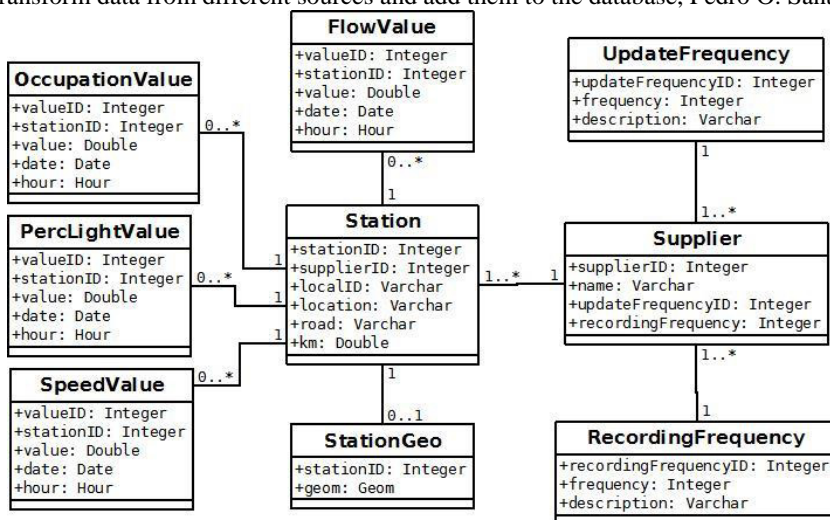 ransform data from different sources and add them to the database, Pedro O. San
FlowValue
+valueID: Integer
+stationID: Integer
+value: Double
+date: Date
+hour: Hour
UpdateFrequency
+updateFrequencyID: Integer
+frequency: Integer
+description: Varchar
OccupationValue
+valueID: Integer
+stationID: Integer
+value: Double
+date: Date
+hour: Hour
0..*
0..*
1
1
1..*
PercLightValue
+valueID: Integer
+stationID: Integer
+value: Double
+date: Date
+hour: Hour
0..*
Station
+stationID: Integer
+supplierID: Integer
+localID: Varchar
+location: Varchar
+road: Varchar
+km: Double
1
1
1
1..*
1
Supplier
+supplierID: Integer
+name: Varchar
+updateFrequencyID: Integer
+recordingFrequency: Integer
SpeedValue
+valueID: Integer
+stationID: Integer
+value: Double
+date: Date
+hour: Hour
0..*
1
0..1
1..*
1
StationGeo
+stationID: Integer
+geom: Geom
RecordingFrequency
+recordingFrequencyID: Integer
+frequency: Integer
+description: Varchar